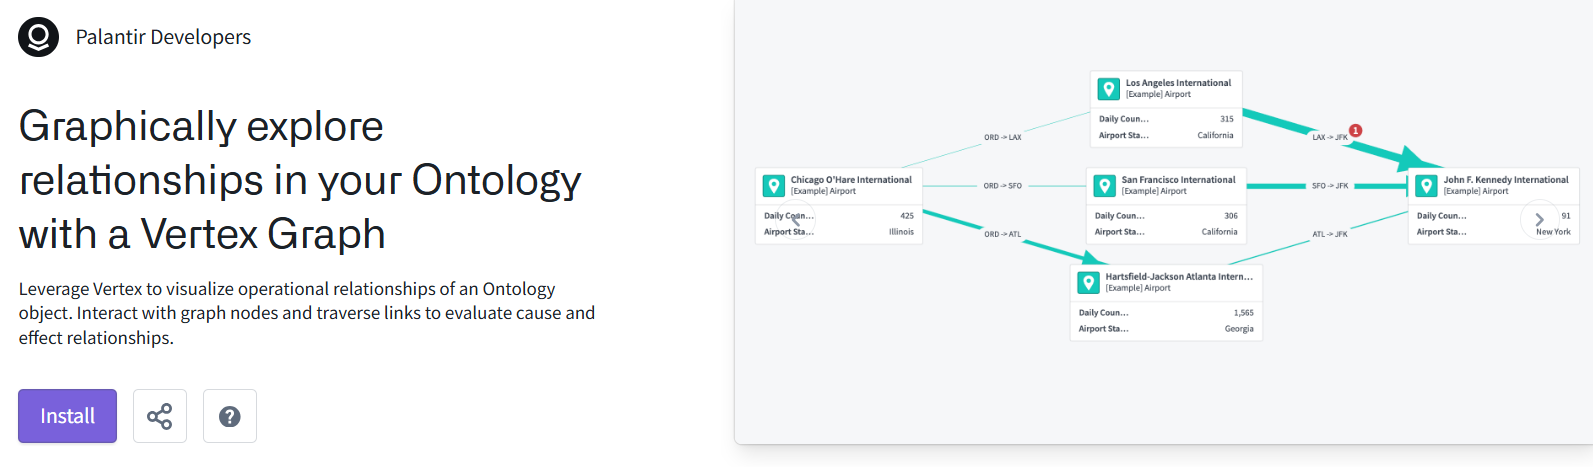 Palantir Developers
Graphically explore
relationships in your Ontology
with a Vertex Graph
Leverage Vertex to visualize operational relationships of an Ontology
object. Interact with graph nodes and traverse links to evaluate cause and
effect relationships.
Install
Los Angeles International
[Example] Airport
Daily Coun... 315
Airport Sta... California
ORD -> LAX
LAX -> JFK
1
Chicago O'Hare International
[Example] Airport
Daily Coun... 425
Airport Sta... Illinois
ORD -> SFO
San Francisco International
[Example] Airport
Daily Coun... 306
Airport Sta... California
SFO -> JFK
John F. Kennedy International
[Example] Airport
Daily Coun... 91
Airport Sta... New York
ORD -> ATL
ATL -> JFK
Hartsfield-Jackson Atlanta Intern...
[Example] Airport
Daily Coun... 1,565
Airport Sta... Georgia